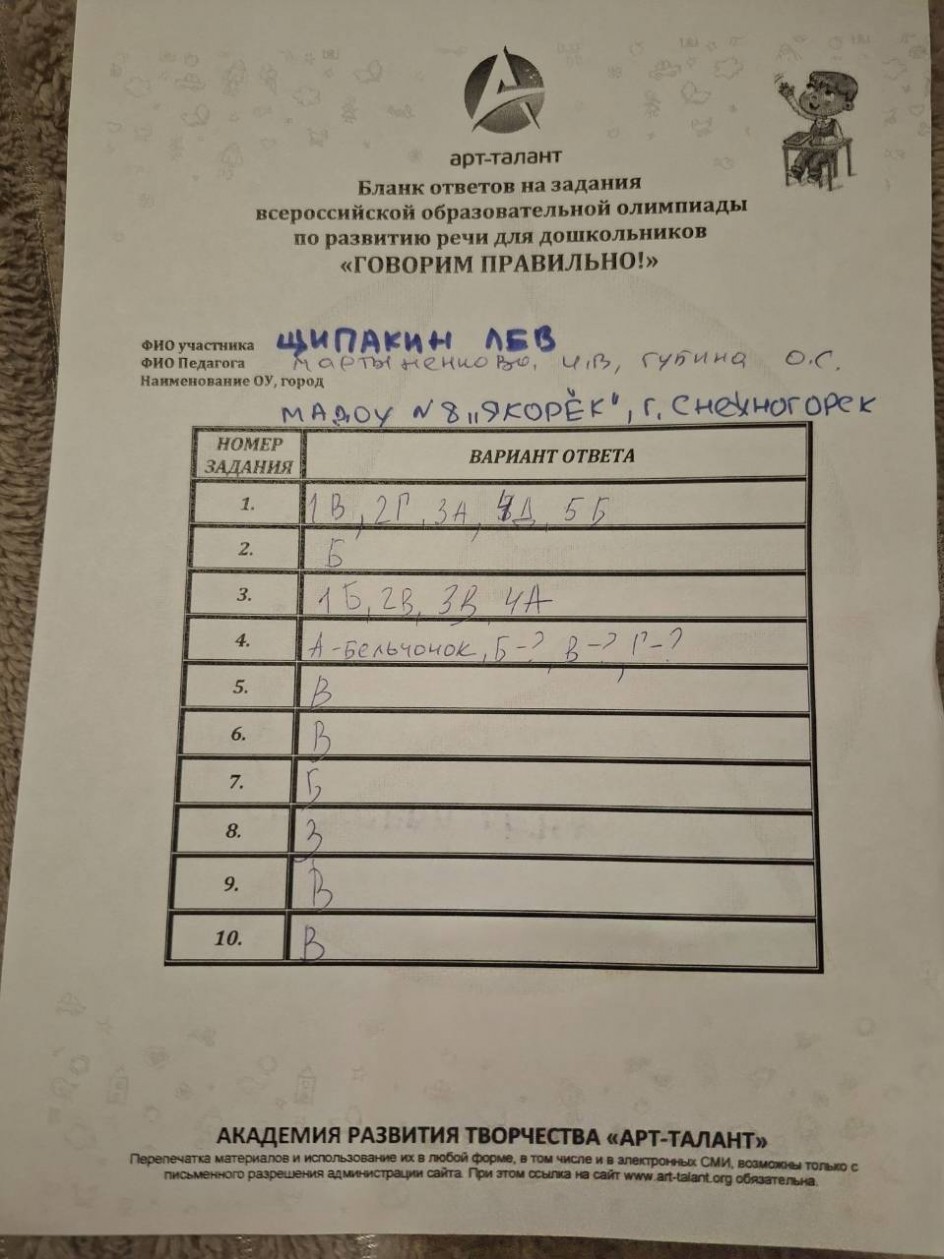 арт-талант
Бланк ответов на задания
всероссийской образовательной олимпиады
по развитию речи для дошкольников
«ГОВОРИМ ПРАВИЛЬНО!»
ФИО участника ЩИПАКИН ЛЕВ
ФИО Педагога Мартыненково. И.В, Губина О.С.
Наименование ОУ, город
МАДОУ №8 „ЯКОРЁК", г. СНЕЖНОГОРСК
НОМЕР ЗАДАНИЯ ВАРИАНТ ОТВЕТА
1. 1В, 2Г, 3А, 4Д, 5Б
2. Б
3. 1Б, 2В, 3В, 4А
4. А-Бельчонок, Б-?, В-?, Г-?
5. В
6. В
7. Б
8. 3
9. В
10. В
АКАДЕМИЯ РАЗВИТИЯ ТВОРЧЕСТВА «АРТ-ТАЛАНТ»
Перепечатка материалов и использование их в любой форме, в том числе и в электронных СМИ, возможны только с
письменного разрешения администрации сайта. При этом ссылка на сайт www.art-talant.org обязательна.